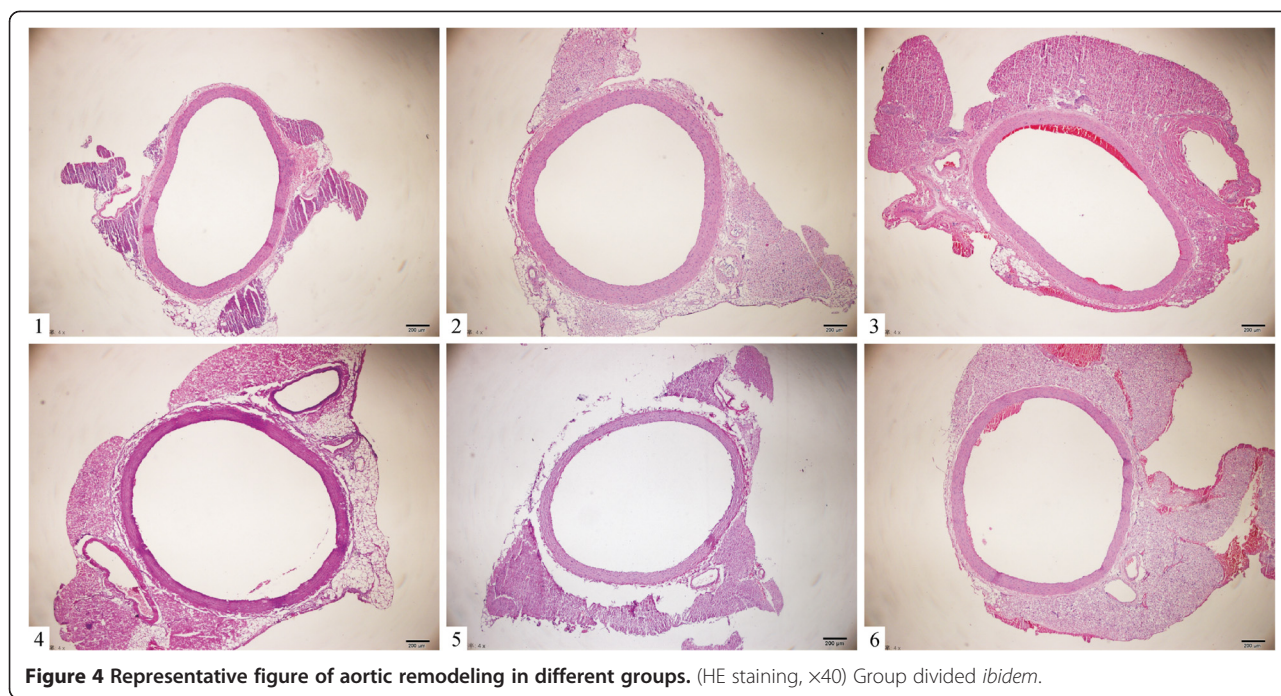 1
200 μm
2
200 μm
3
200 μm
4
200 μm
5
200 μm
6
200 μm
Figure 4 Representative figure of aortic remodeling in different groups. (HE staining, ×40) Group divided ibidem.